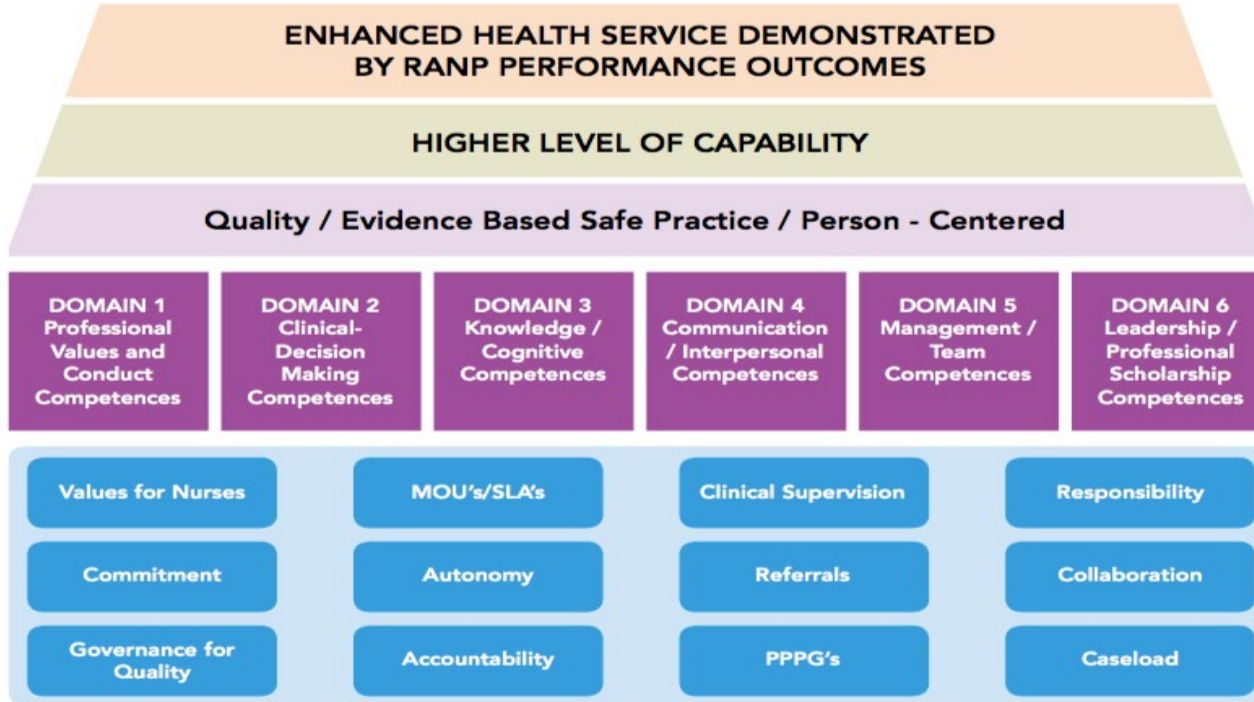 ENHANCED HEALTH SERVICE DEMONSTRATED
BY RANP PERFORMANCE OUTCOMES
HIGHER LEVEL OF CAPABILITY
Quality / Evidence Based Safe Practice / Person - Centered
DOMAIN 1
Professional
Values and
Conduct
Competences
DOMAIN 2
Clinical-
Decision
Making
Competences
DOMAIN 3
Knowledge /
Cognitive
Competences
DOMAIN 4
Communication
/ Interpersonal
Competences
DOMAIN 5
Management /
Team
Competences
DOMAIN 6
Leadership /
Professional
Scholarship
Competences
Values for Nurses
MOU's/SLA's
Clinical Supervision
Responsibility
Commitment
Autonomy
Referrals
Collaboration
Governance for
Quality
Accountability
PPPG's
Caseload